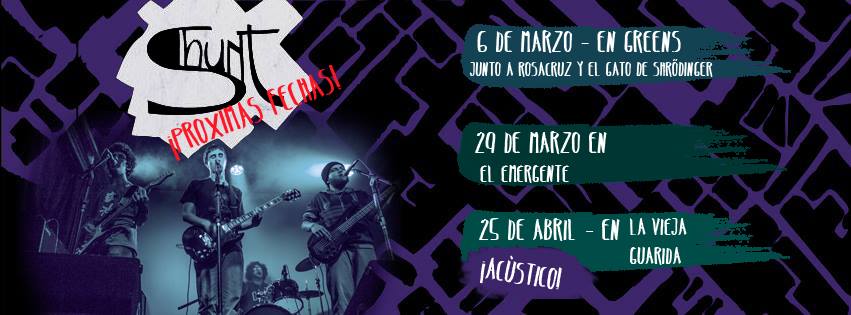 Shunt
¡PROXIMAS FECHAS!
6 DE MARZO - EN GREENS
JUNTO A ROSACRUZ Y EL GATO DE SHRÖDINGER
29 DE MARZO EN
EL EMERGENTE
25 DE ABRIL - EN LA VIEJA
GUARIDA
¡ACÙSTICO!